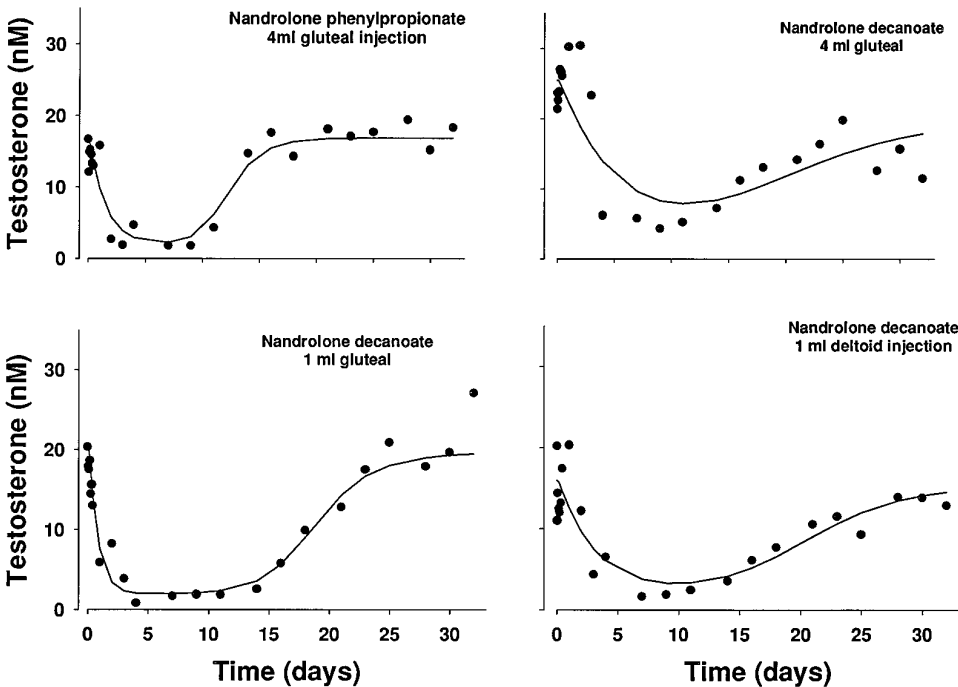 Nandrolone phenylpropionate
4ml gluteal injection
Testosterone (nM)
30
20
10
0
Nandrolone decanoate
4 ml gluteal
Nandrolone decanoate
1 ml gluteal
Testosterone (nM)
30
20
10
0
0 5 10 15 20 25 30
Time (days)
Nandrolone decanoate
1 ml deltoid injection
0 5 10 15 20 25 30
Time (days)